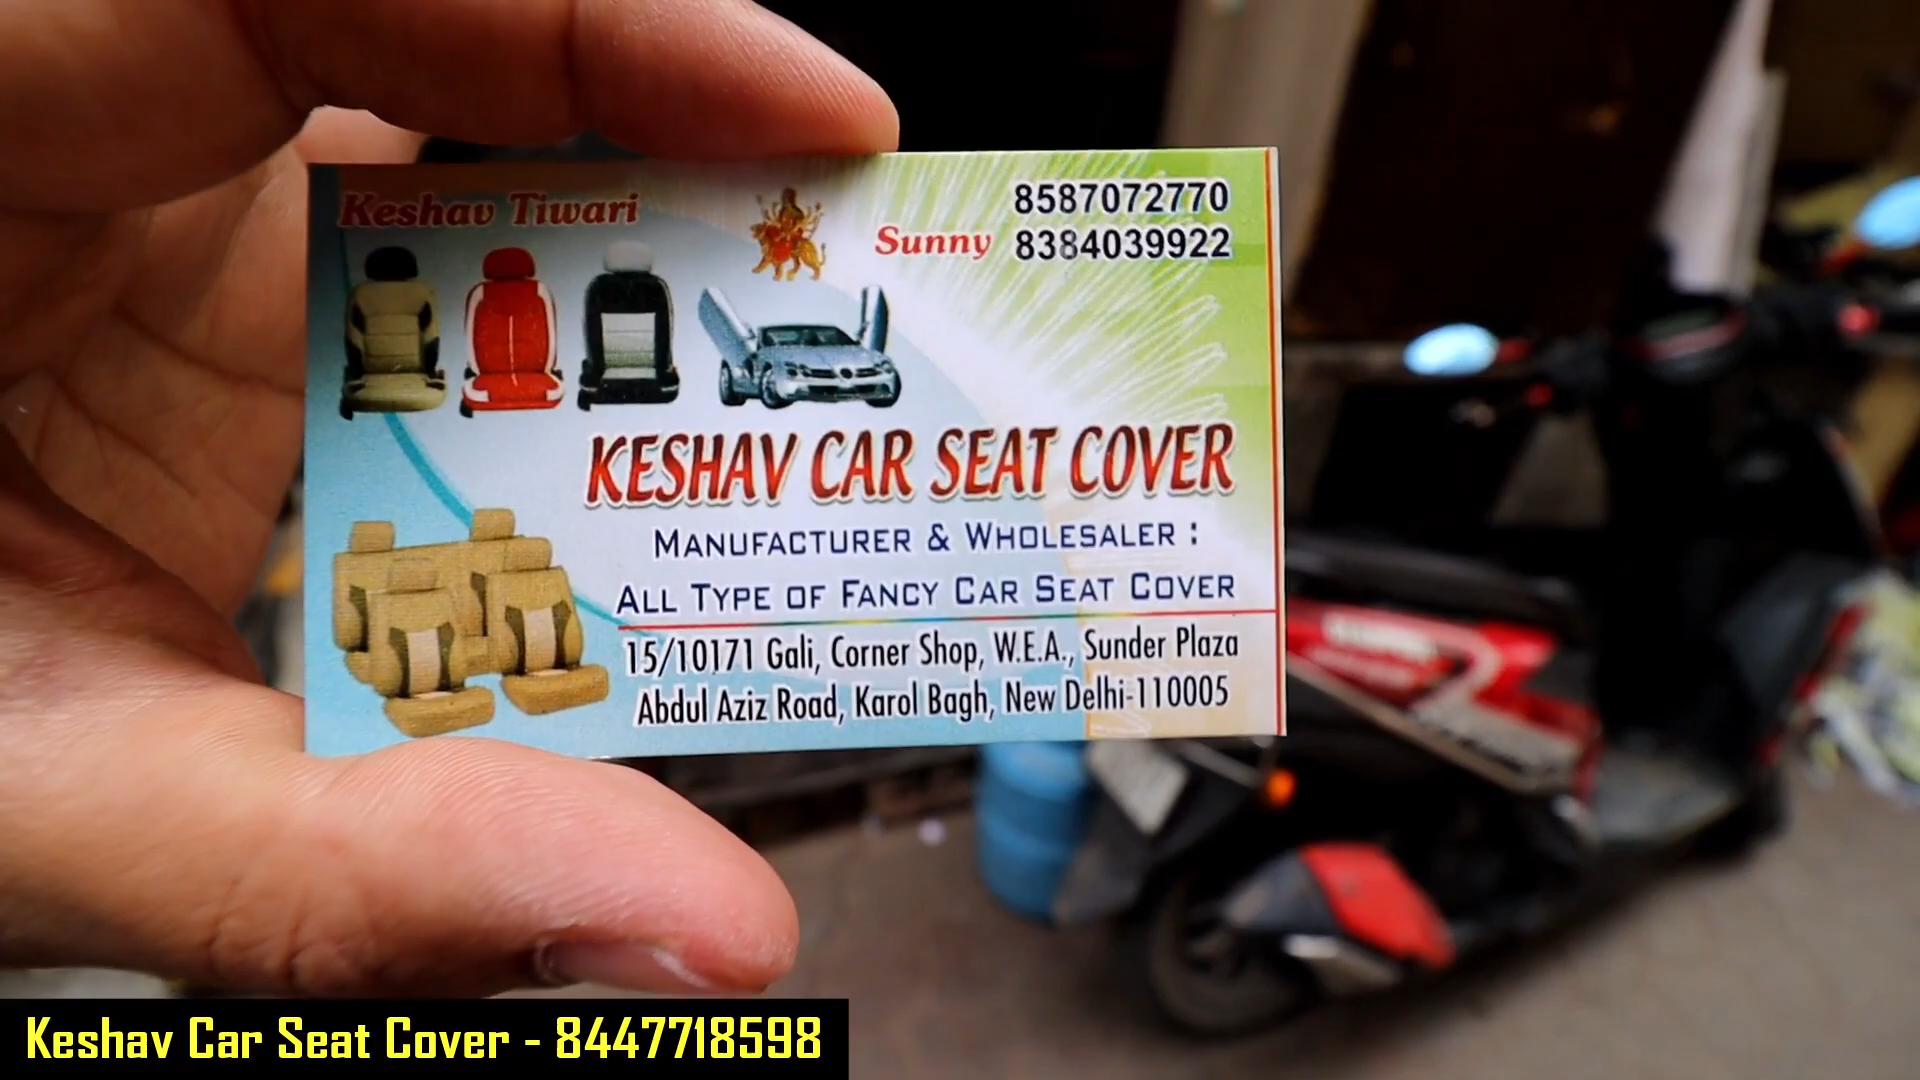 Keshav Tiwari
8587072770
Sunny 8384039922
KESHAV CAR SEAT COVER
MANUFACTURER & WHOLESALER :
ALL TYPE OF FANCY CAR SEAT COVER
15/10171 Gali, Corner Shop, W.E.A., Sunder Plaza
Abdul Aziz Road, Karol Bagh, New Delhi-110005
Keshav Car Seat Cover - 8447718598